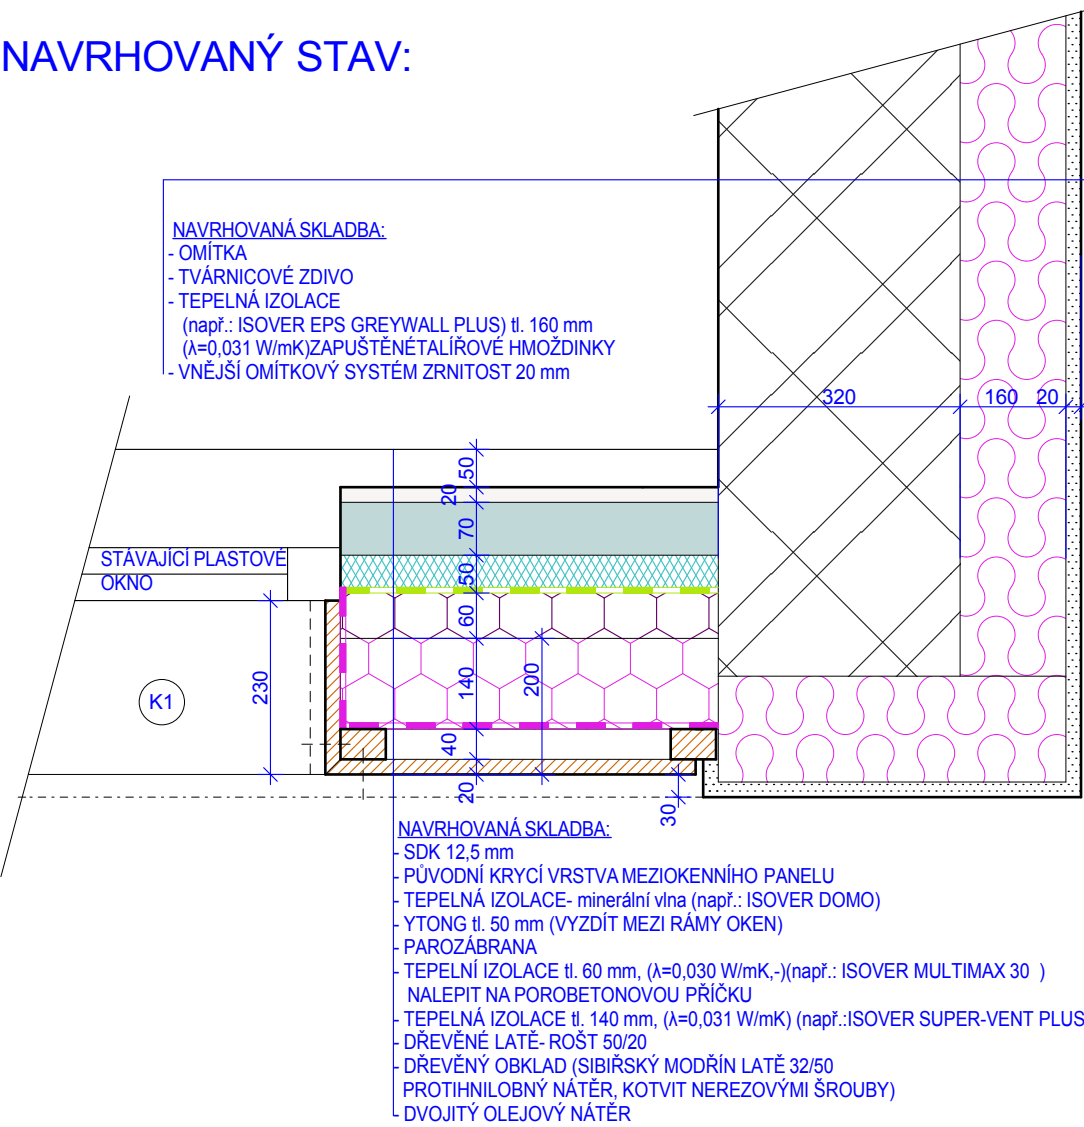 NAVRHOVANÝ STAV:
NAVRHOVANÁ SKLADBA:
- OMÍTKA
- TVÁRNICOVÉ ZDIVO
- TEPELNÁ IZOLACE
(např.: ISOVER EPS GREYWALL PLUS) tl. 160 mm
(λ=0,031 W/mK)ZAPUŠTĚNÉTALÍŘOVÉ HMOŽDINKY
- VNĚJŠÍ OMÍTKOVÝ SYSTÉM ZRNITOST 20 mm
320 160 20
50
20
70
50
60
140
200
40
20
30
STÁVAJÍCÍ PLASTOVÉ
OKNO
230
K1
NAVRHOVANÁ SKLADBA:
- SDK 12,5 mm
- PŮVODNÍ KRYCÍ VRSTVA MEZIOKENNÍHO PANELU
- TEPELNÁ IZOLACE- minerální vlna (např.: ISOVER DOMO)
- YTONG tl. 50 mm (VYZDÍT MEZI RÁMY OKEN)
- PAROZÁBRANA
- TEPELNÍ IZOLACE tl. 60 mm, (λ=0,030 W/mK,-)(např.: ISOVER MULTIMAX 30 )
NALEPIT NA POROBETONOVOU PŘÍČKU
- TEPELNÁ IZOLACE tl. 140 mm, (λ=0,031 W/mK) (např.:ISOVER SUPER-VENT PLUS
- DŘEVĚNÉ LATĚ- ROŠT 50/20
- DŘEVĚNÝ OBKLAD (SIBIŘSKÝ MODŘÍN LATĚ 32/50
PROTIHNILOBNÝ NÁTĚR, KOTVIT NEREZOVÝMI ŠROUBY)
- DVOJITÝ OLEJOVÝ NÁTĚR